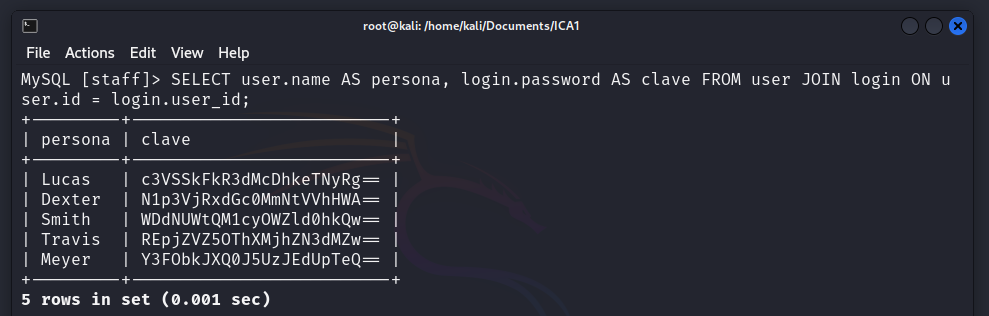 root@kali: /home/kali/Documents/ICA1
File Actions Edit View Help
MySQL [staff]> SELECT user.name AS persona, login.password AS clave FROM user JOIN login ON u
ser.id = login.user_id;
+---------+--------------------------+
| persona | clave                    |
+---------+--------------------------+
| Lucas   | c3VSSkFkR3dMcDhkeTNyRg== |
| Dexter  | N1p3VjRxdGc0MmNtVVhHWA== |
| Smith   | WDdNUWtQM1cyOWZld0hkQw== |
| Travis  | REpjZVZ5OThXMjhZN3dMZw== |
| Meyer   | Y3FObkJXQ0J5UzJEdUpTeQ== |
+---------+--------------------------+
5 rows in set (0.001 sec)